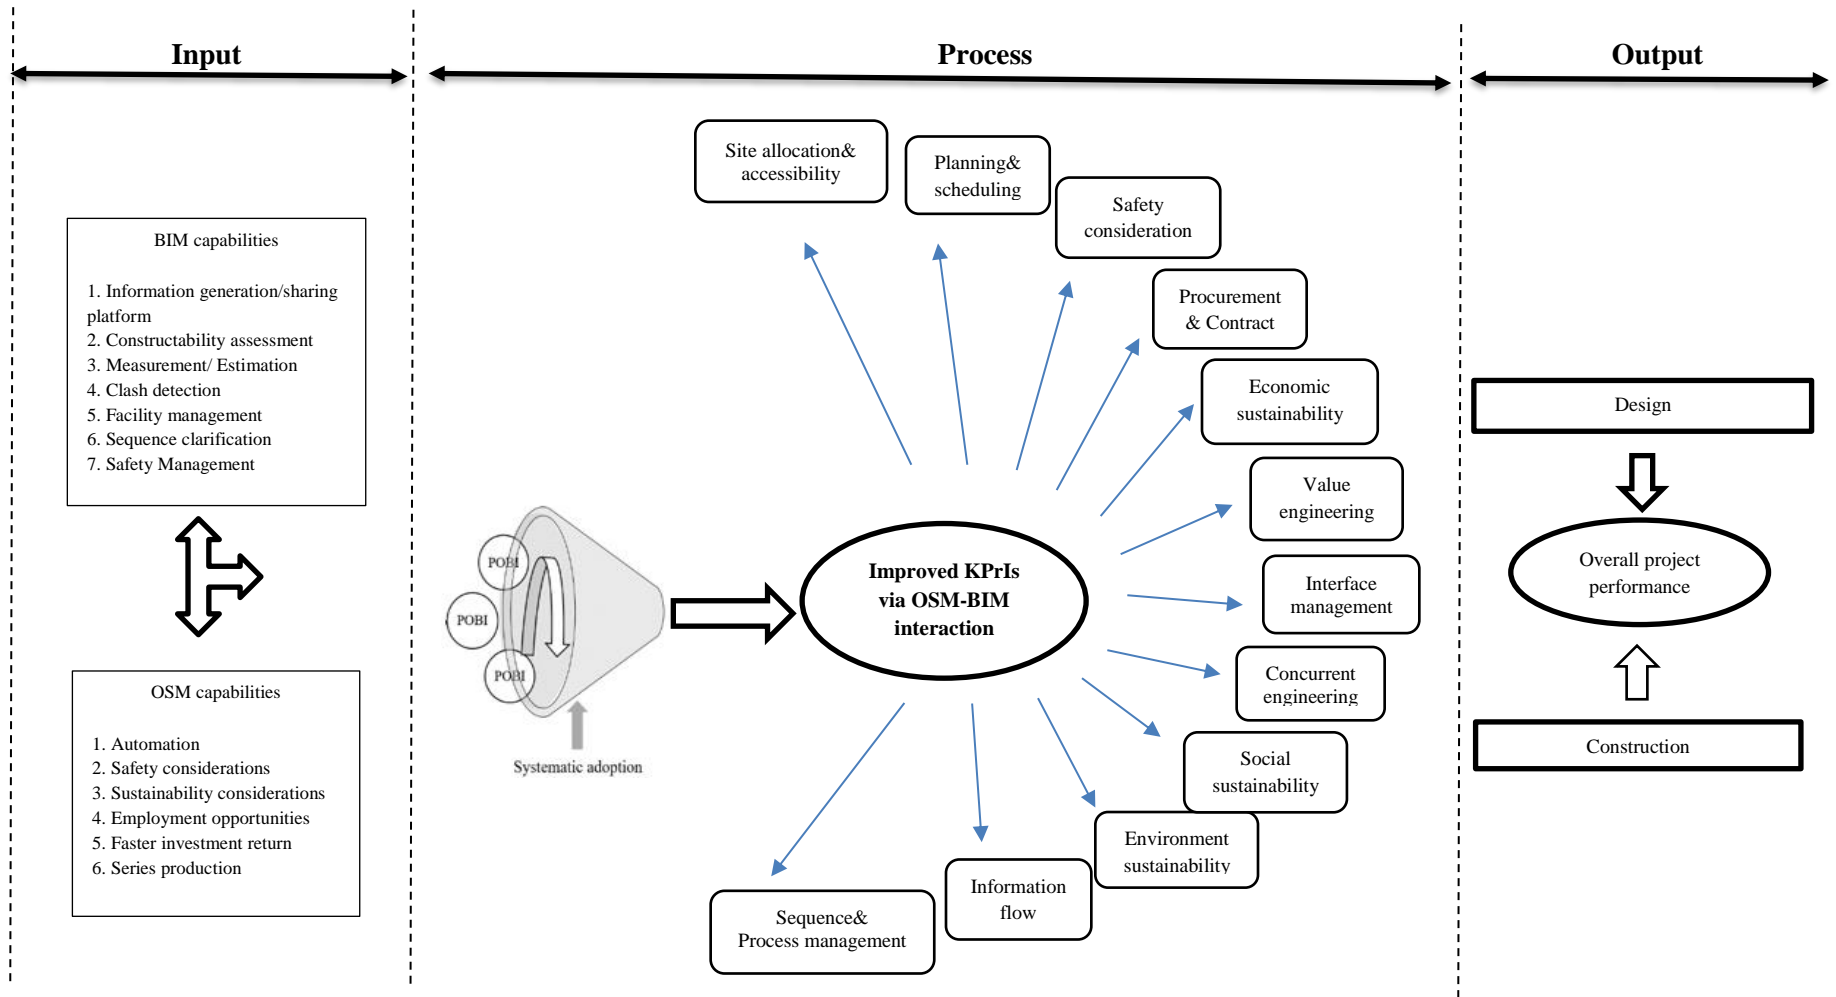 Input
Process
Output
BIM capabilities
1. Information generation/sharing
platform
2. Constructability assessment
3. Measurement/ Estimation
4. Clash detection
5. Facility management
6. Sequence clarification
7. Safety Management
OSM capabilities
1. Automation
2. Safety considerations
3. Sustainability considerations
4. Employment opportunities
5. Faster investment return
6. Series production
POBI
POBI
POBI
Systematic adoption
Improved KPrIs
via OSM-BIM
interaction
Site allocation&
accessibility
Planning&
scheduling
Safety
consideration
Procurement
& Contract
Economic
sustainability
Value
engineering
Interface
management
Concurrent
engineering
Social
sustainability
Environment
sustainability
Information
flow
Sequence&
Process management
Design
Overall project
performance
Construction